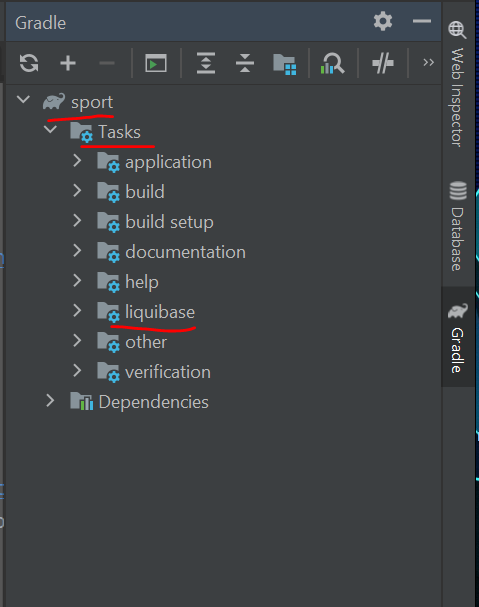 Gradle
sport
Tasks
application
build
build setup
documentation
help
liquibase
other
verification
Dependencies
Web Inspector
Database
Gradle